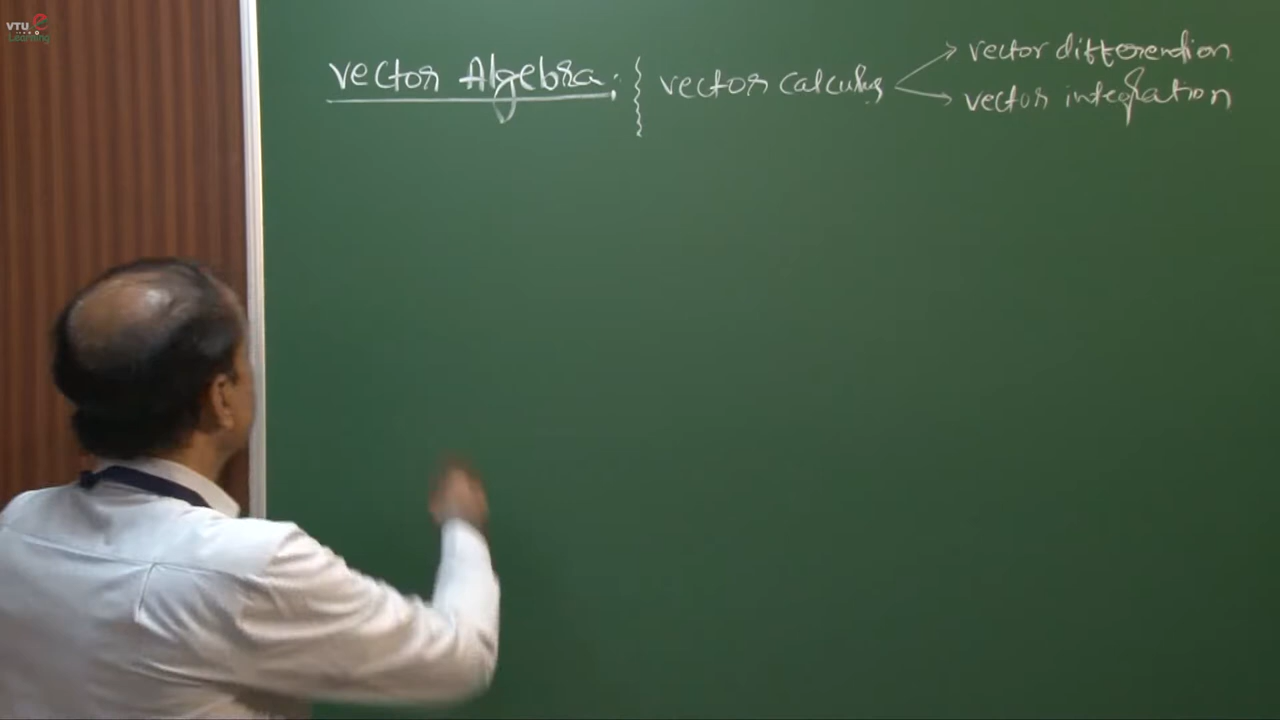 VTU e
Learning
vector Algebra:
vector calculus
vector differendion
vector integration